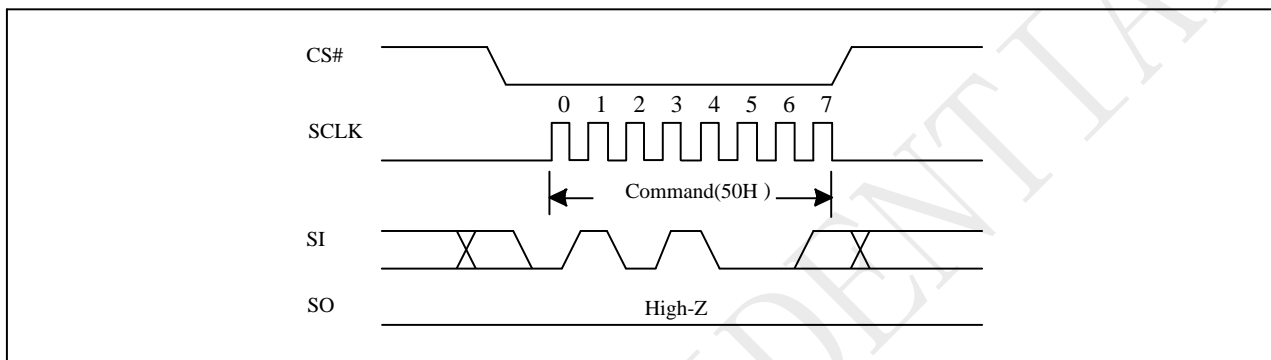 CS#
0 1 2 3 4 5 6 7
SCLK
Command(50H )
SI
SO High-Z